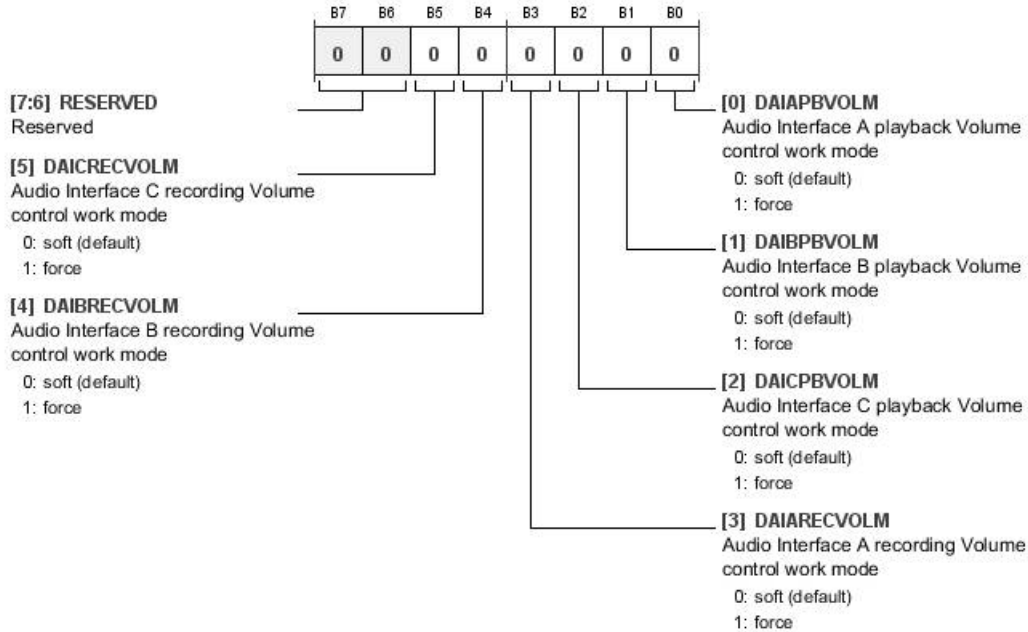 B7 B6 B5 B4 B3 B2 B1 B0
0 0 0 0 0 0 0 0
[7:6] RESERVED
Reserved
[5] DAICRECVOLM
Audio Interface C recording Volume
control work mode
0: soft (default)
1: force
[4] DAIBRECVOLM
Audio Interface B recording Volume
control work mode
0: soft (default)
1: force
[0] DAIAPBVOLM
Audio Interface A playback Volume
control work mode
0: soft (default)
1: force
[1] DAIBPBVOLM
Audio Interface B playback Volume
control work mode
0: soft (default)
1: force
[2] DAICPBVOLM
Audio Interface C playback Volume
control work mode
0: soft (default)
1: force
[3] DAIARECVOLM
Audio Interface A recording Volume
control work mode
0: soft (default)
1: force